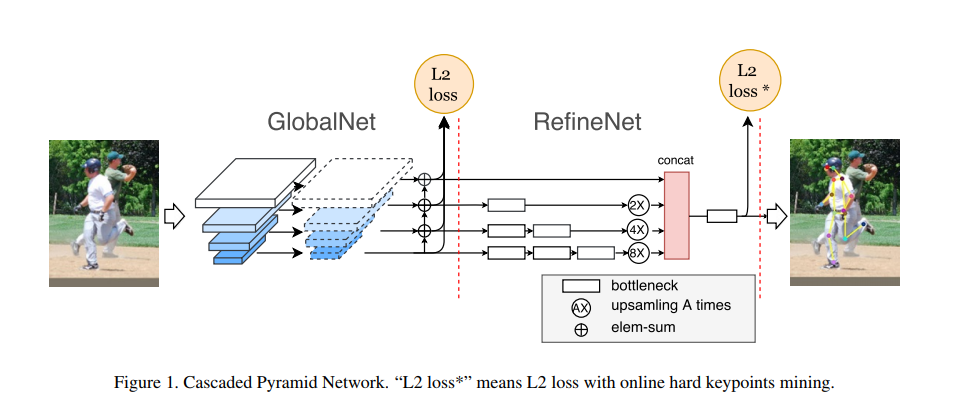 L2
loss
L2
loss *
GlobalNet
RefineNet
concat
2X
4X
8X
bottleneck
AX
upsamling A times
elem-sum
Figure 1. Cascaded Pyramid Network. “L2 loss*” means L2 loss with online hard keypoints mining.